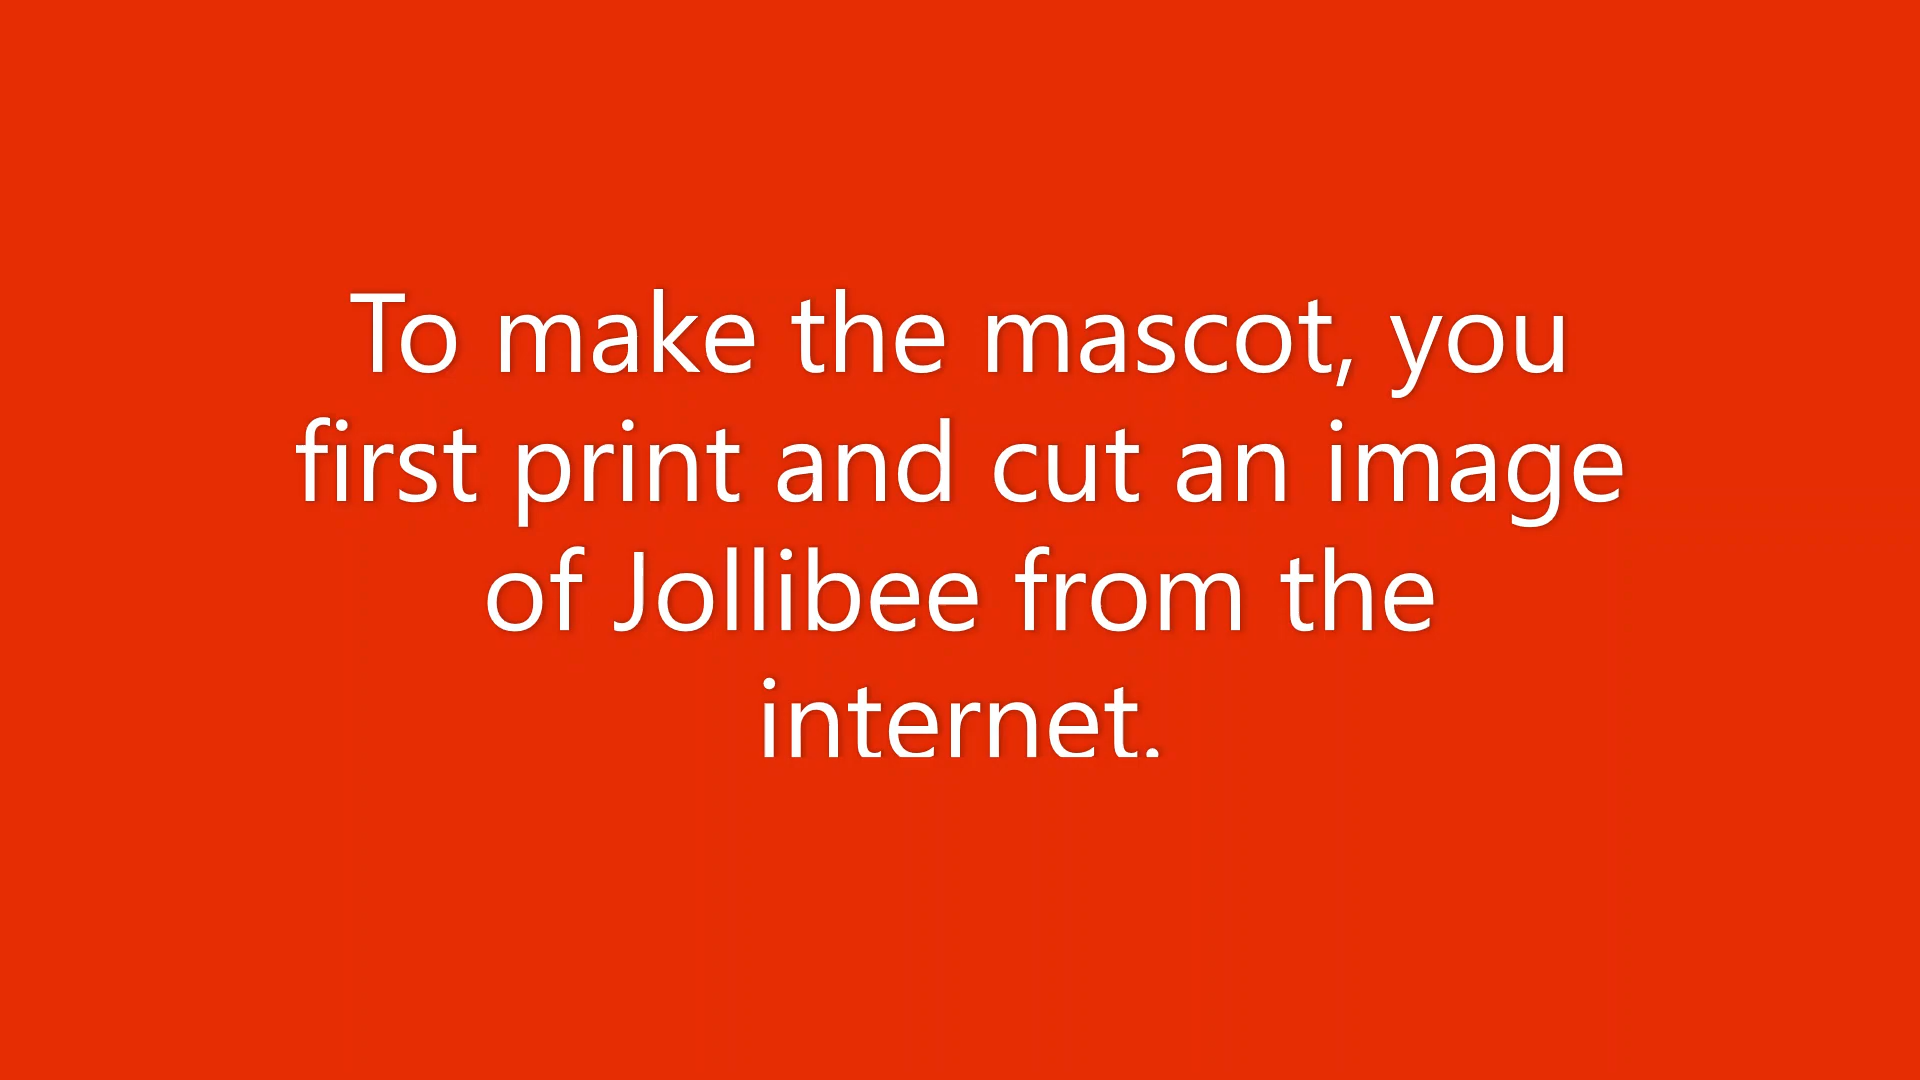 To make the mascot, you
first print and cut an image
of Jollibee from the
internet.